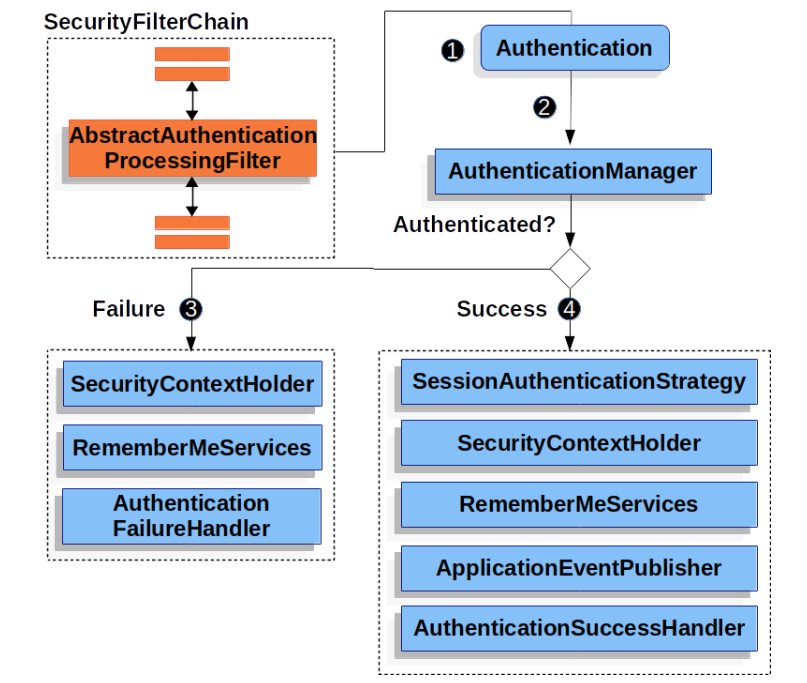 SecurityFilterChain
AbstractAuthentication
ProcessingFilter
1
Authentication
2
AuthenticationManager
Authenticated?
Failure
3
Success
4
SecurityContextHolder
RememberMeServices
Authentication
FailureHandler
SessionAuthenticationStrategy
SecurityContextHolder
RememberMeServices
ApplicationEventPublisher
AuthenticationSuccessHandler